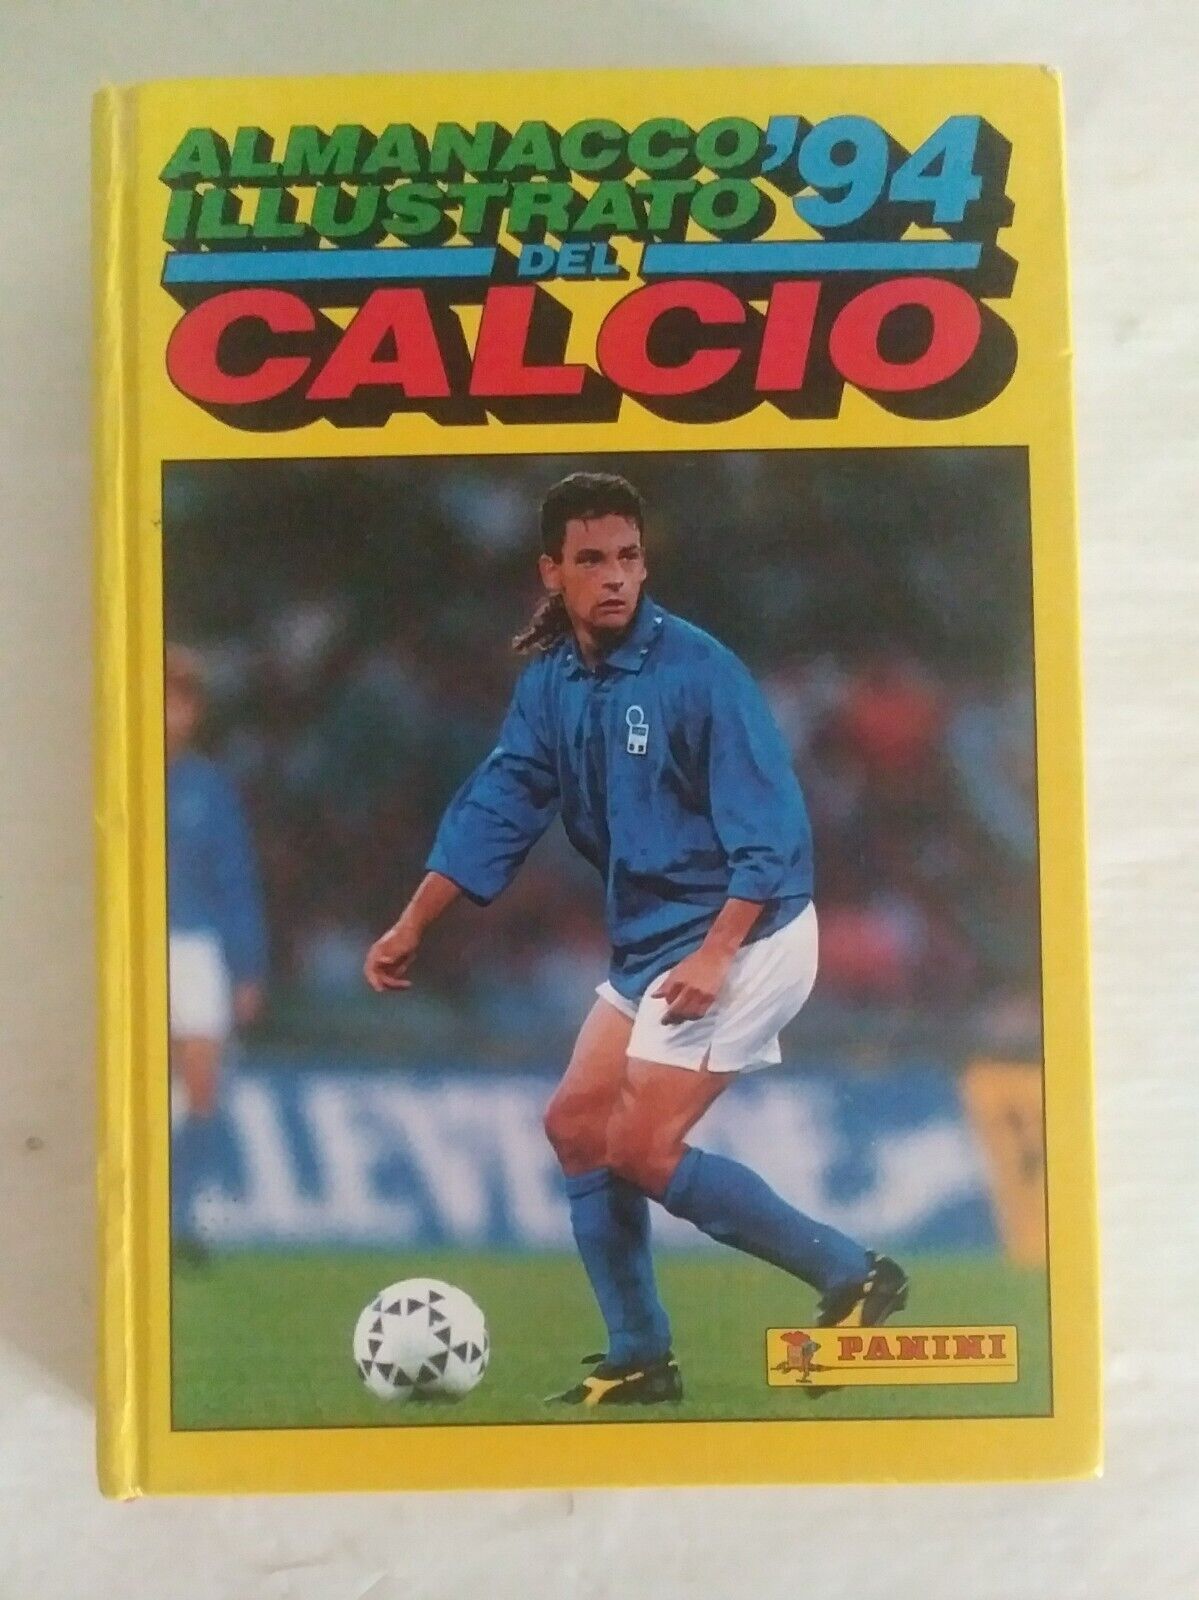 ALMANACCO '94
ILLUSTRATO
DEL
CALCIO
PANINI